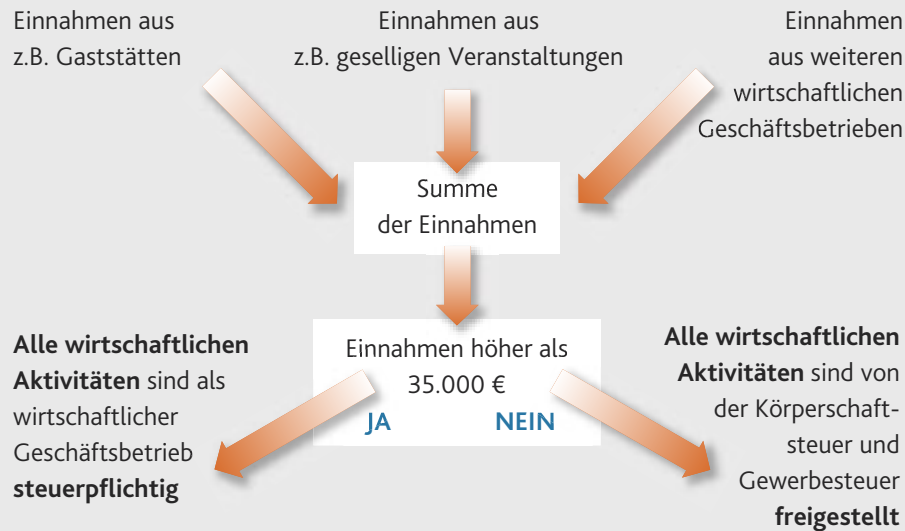 Einnahmen aus
z.B. Gaststätten
Einnahmen aus
z.B. geselligen Veranstaltungen
Einnahmen
aus weiteren
wirtschaftlichen
Geschäftsbetrieben
Summe
der Einnahmen
Einnahmen höher als
35.000 €
JA NEIN
Alle wirtschaftlichen
Aktivitäten sind als
wirtschaftlicher
Geschäftsbetrieb
steuerpflichtig
Alle wirtschaftlichen
Aktivitäten sind von
der Körperschaft-
steuer und
Gewerbesteuer
freigestellt